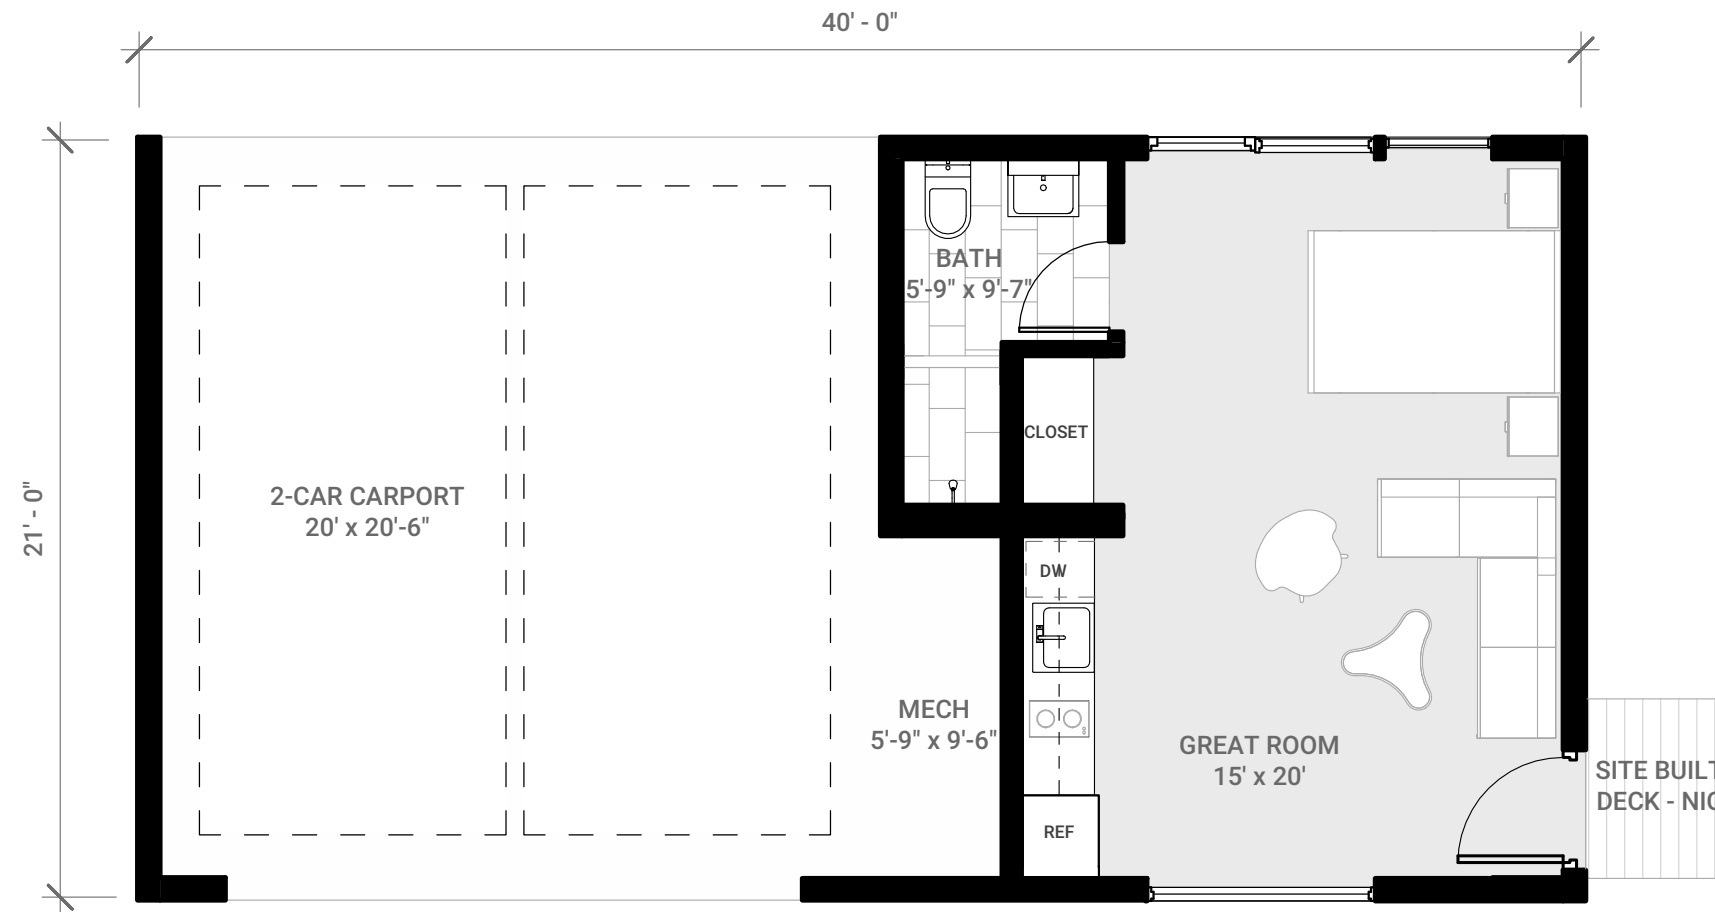 40' - 0"
21' - 0"
BATH
5'-9" x 9'-7"
CLOSET
2-CAR CARPORT
20' x 20'-6"
DW
MECH
5'-9" x 9'-6"
GREAT ROOM
15' x 20'
SITE BUILT
DECK -
REF